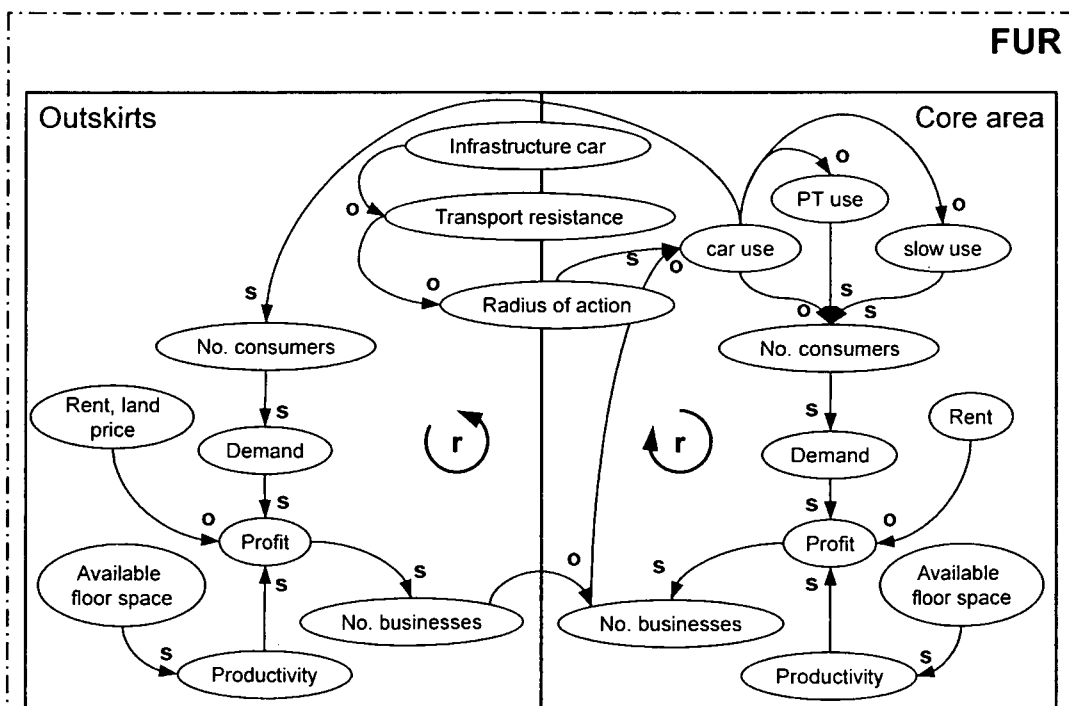 FUR
Outskirts
Core area
Infrastructure car
o
PT use
o
Transport resistance
o
car use
slow use
s
o
s
o
Radius of action
s
s
o
No. consumers
No. consumers
Rent, land
price
s
r
r
s
Rent
Demand
Demand
s
s
o
Profit
o
Profit
Available
floor space
s
s
o
s
s
Available
floor space
No. businesses
No. businesses
s
Productivity
Productivity
s